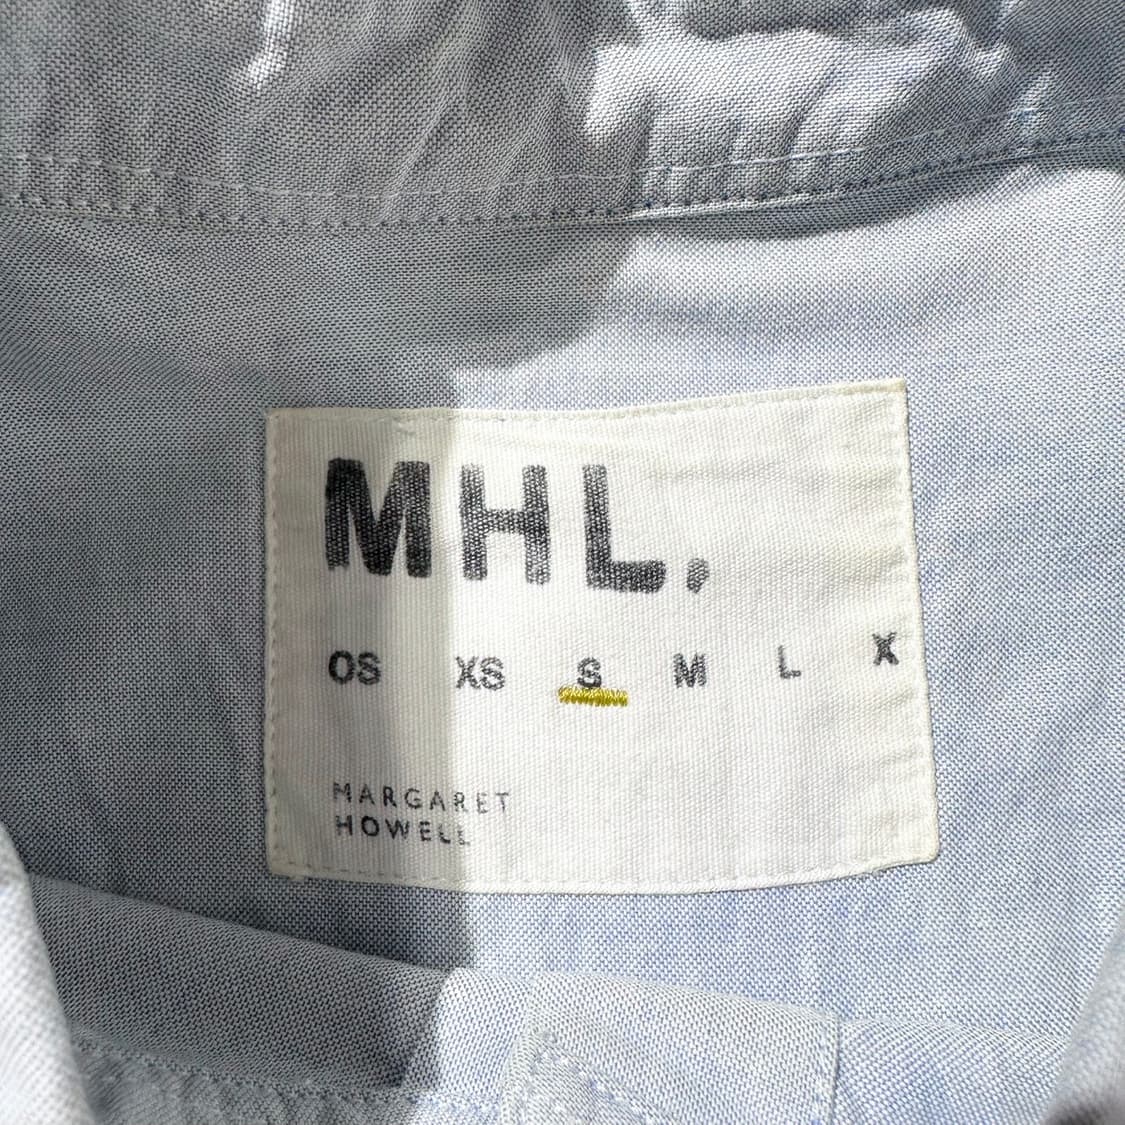 MHL.
OS XS S M L X
MARGARET
HOWELL